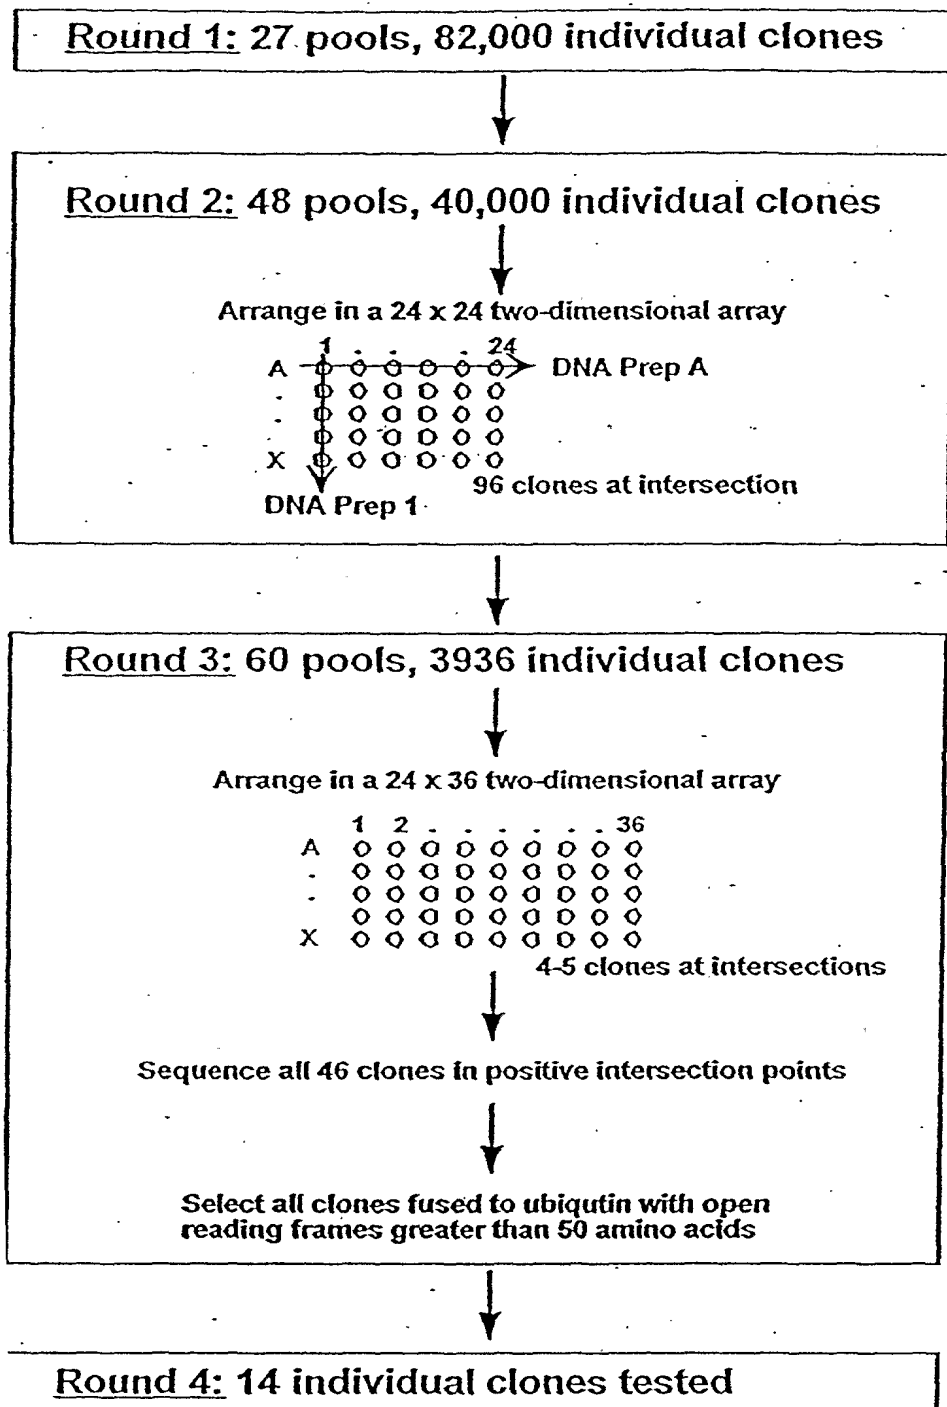 Round 1: 27 pools, 82,000 individual clones
Round 2: 48 pools, 40,000 individual clones
Arrange in a 24 x 24 two-dimensional array
1 . . . 24
A DNA Prep A
.
.
X
96 clones at intersection
DNA Prep 1
Round 3: 60 pools, 3936 individual clones
Arrange in a 24 x 36 two-dimensional array
1 2 . . . . . . 36
A
.
.
X
4-5 clones at intersections
Sequence all 46 clones in positive intersection points
Select all clones fused to ubiqutin with open
reading frames greater than 50 amino acids
Round 4: 14 individual clones tested